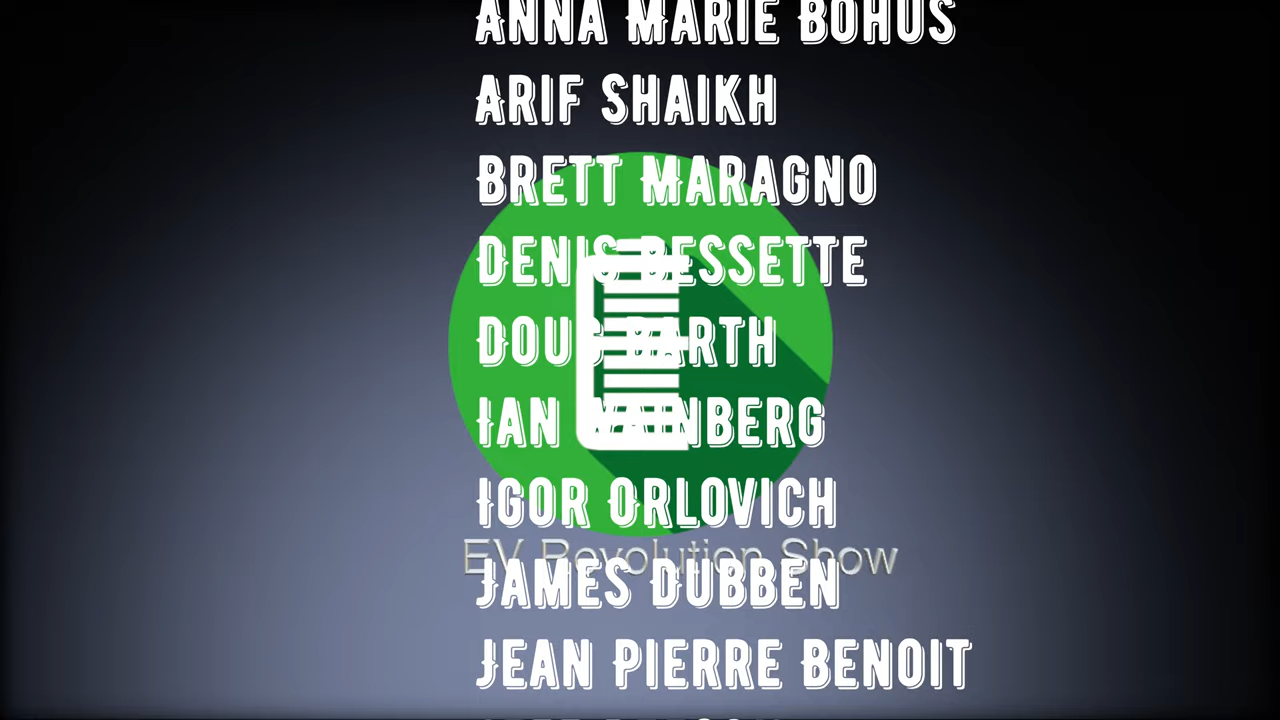 Anna Marie Bohus
Arif Shaikh
Brett Maragno
Denis Bessette
Doug Barth
Ian Wainberg
Igor Orlovich
EV Revolution Show
James Dubben
Jean Pierre Benoit